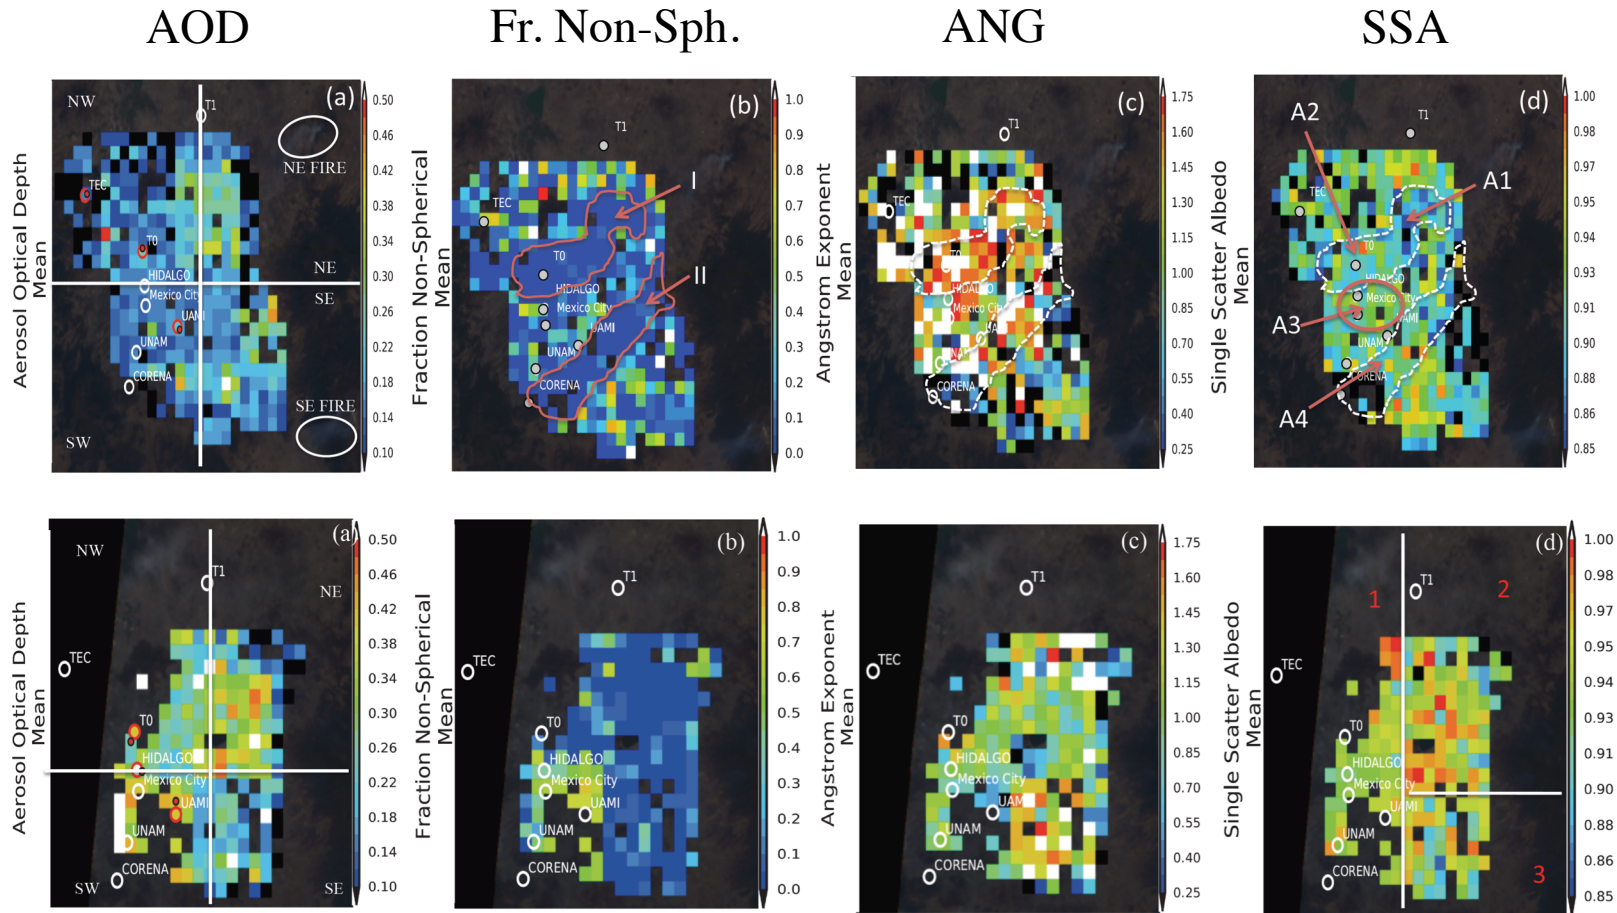 AOD Fr. Non-Sph. ANG SSA
Aerosol Optical Depth
Mean
NW
(a)
T1
NE FIRE
TEC
T0
HIDALGO
NE
Mexico City
SE
UAMI
UNAM
CORENA
SE FIRE
SW
0.50
0.46
0.42
0.38
0.34
0.30
0.26
0.22
0.18
0.14
0.10
Fraction Non-Spherical
Mean
(b)
T1
I
TEC
T0
II
HIDALGO
Mexico City
UAMI
UNAM
CORENA
1.0
0.9
0.8
0.7
0.6
0.5
0.4
0.3
0.2
0.1
0.0
Angstrom Exponent
Mean
(c)
T1
TEC
T0
HIDALGO
CORENA
1.75
1.60
1.45
1.30
1.15
1.00
0.85
0.70
0.55
0.40
0.25
Single Scatter Albedo
Mean
A2
(d)
T1
A1
TEC
T0
HIDALGO
Mexico City
A3
UAMI
UNAM
CORENA
A4
1.00
0.98
0.97
0.95
0.94
0.93
0.91
0.90
0.88
0.86
0.85
Aerosol Optical Depth
Mean
NW
(a)
T1
NE
TEC
T0
HIDALGO
Mexico City
UAMI
UNAM
CORENA
SW
SE
0.50
0.46
0.42
0.38
0.34
0.30
0.26
0.22
0.18
0.14
0.10
Fraction Non-Spherical
Mean
(b)
T1
TEC
T0
HIDALGO
Mexico City
UAMI
UNAM
CORENA
1.0
0.9
0.8
0.7
0.6
0.5
0.4
0.3
0.2
0.1
0.0
Angstrom Exponent
Mean
(c)
T1
TEC
T0
HIDALGO
Mexico City
UAM
UNAM
CORENA
1.75
1.60
1.45
1.30
1.15
1.00
0.85
0.70
0.55
0.40
0.25
Single Scatter Albedo
Mean
(d)
1
T1
2
TEC
T0
HIDALGO
Mexico City
UAMI
UNAM
CORENA
3
1.00
0.98
0.97
0.95
0.94
0.93
0.91
0.90
0.88
0.86
0.85